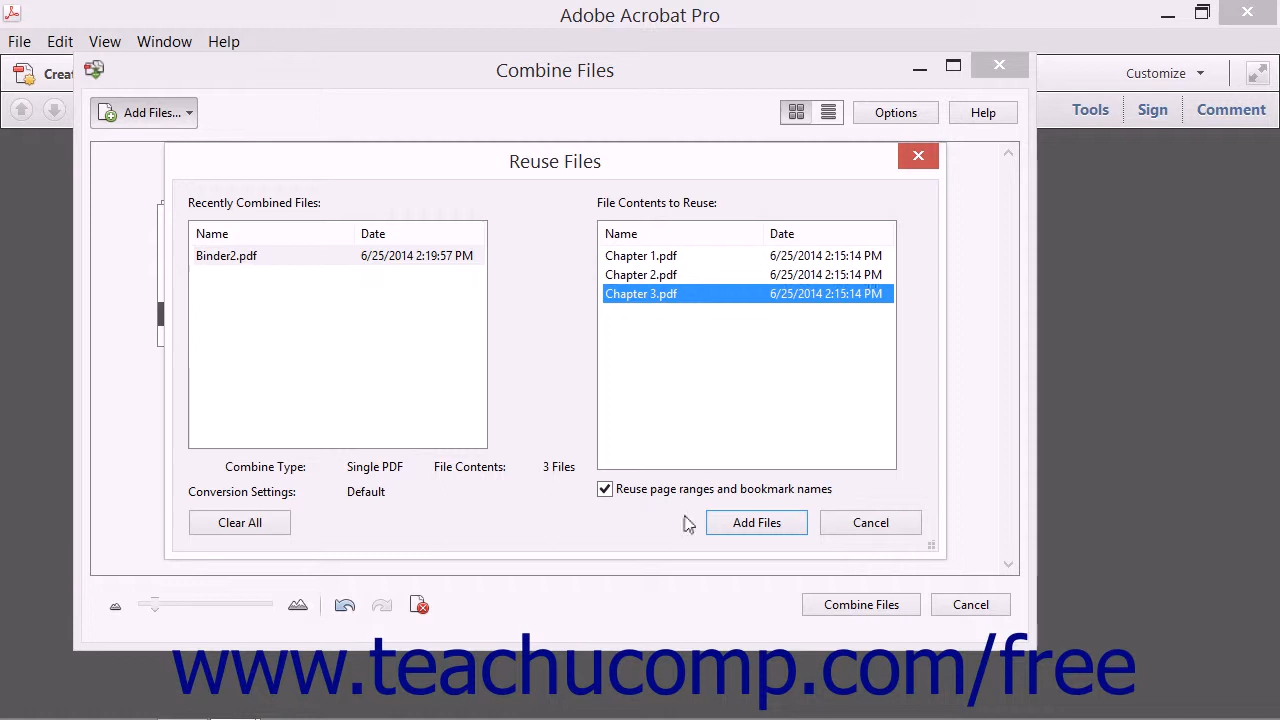 Adobe Acrobat Pro
File Edit View Window Help
Combine Files
Customize
Add Files...
Options
Help
Tools
Sign
Comment
Reuse Files
Recently Combined Files:
Name Date
Binder2.pdf 6/25/2014 2:19:57 PM
File Contents to Reuse:
Name Date
Chapter 1.pdf 6/25/2014 2:15:14 PM
Chapter 2.pdf 6/25/2014 2:15:14 PM
Chapter 3.pdf 6/25/2014 2:15:14 PM
Combine Type: Single PDF File Contents: 3 Files
Conversion Settings: Default
Reuse page ranges and bookmark names
Clear All
Add Files
Cancel
Combine Files
Cancel
www.teachucomp.com/free